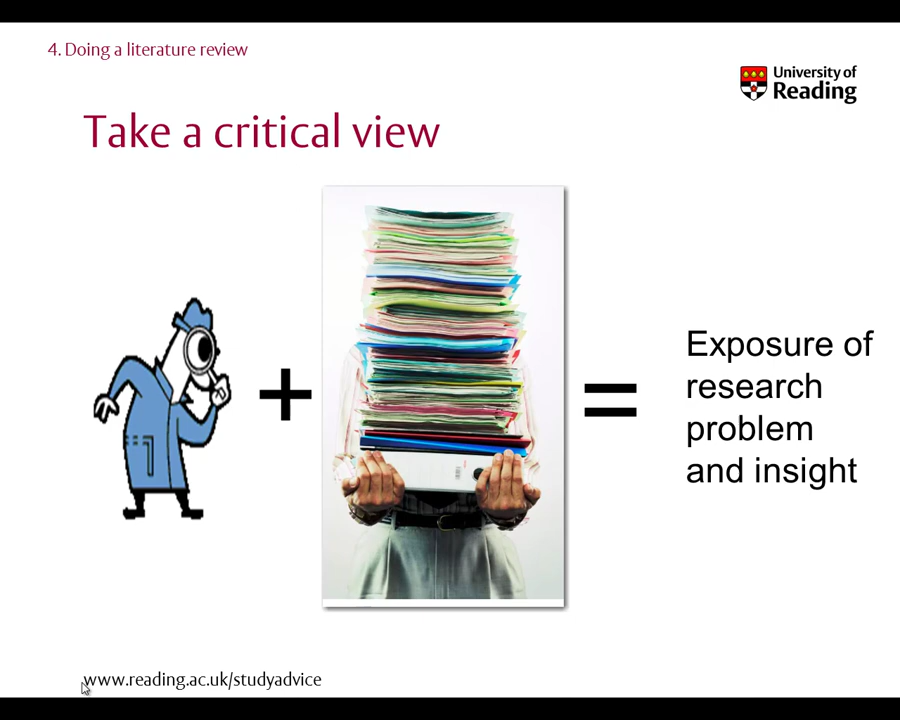 4. Doing a literature review
University of
Reading
Take a critical view
+
=
Exposure of
research
problem
and insight
www.reading.ac.uk/studyadvice